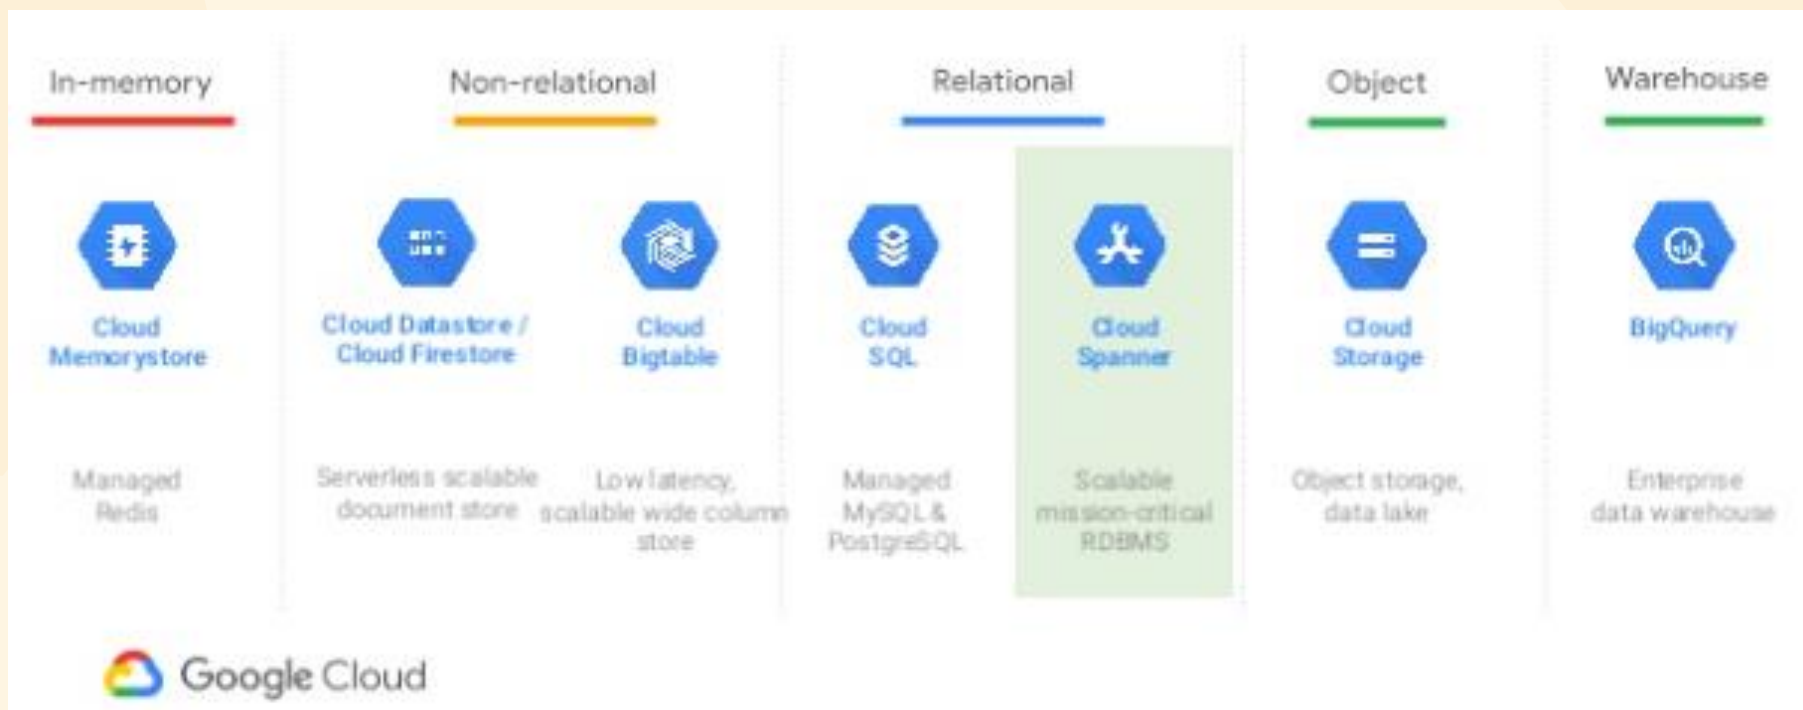 In-memory
Non-relational
Relational
Object
Warehouse
Cloud
Memorystore
Cloud Datastore /
Cloud Firestore
Cloud
Bigtable
Cloud
SQL
Cloud
Spanner
Cloud
Storage
BigQuery
Managed
Redis
Serverless scalable
document store
Low latency,
scalable wide column
store
Managed
MySQL &
PostgreSQL
Scalable
mission-critical
RDBMS
Object storage,
data lake
Enterprise
data warehouse
Google Cloud